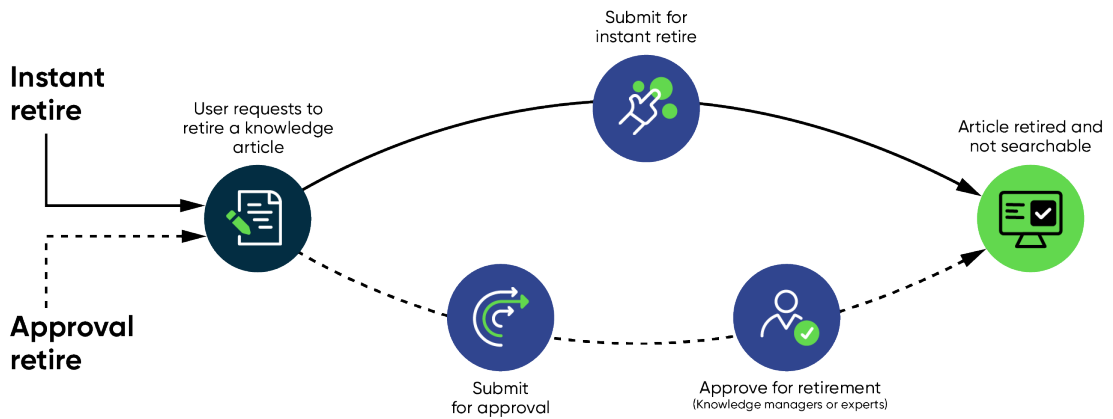 Instant
retire
User requests to
retire a knowledge
article
Submit for
instant retire
Article retired and
not searchable
Approval
retire
Submit
for approval
Approve for retirement
(Knowledge managers or experts)